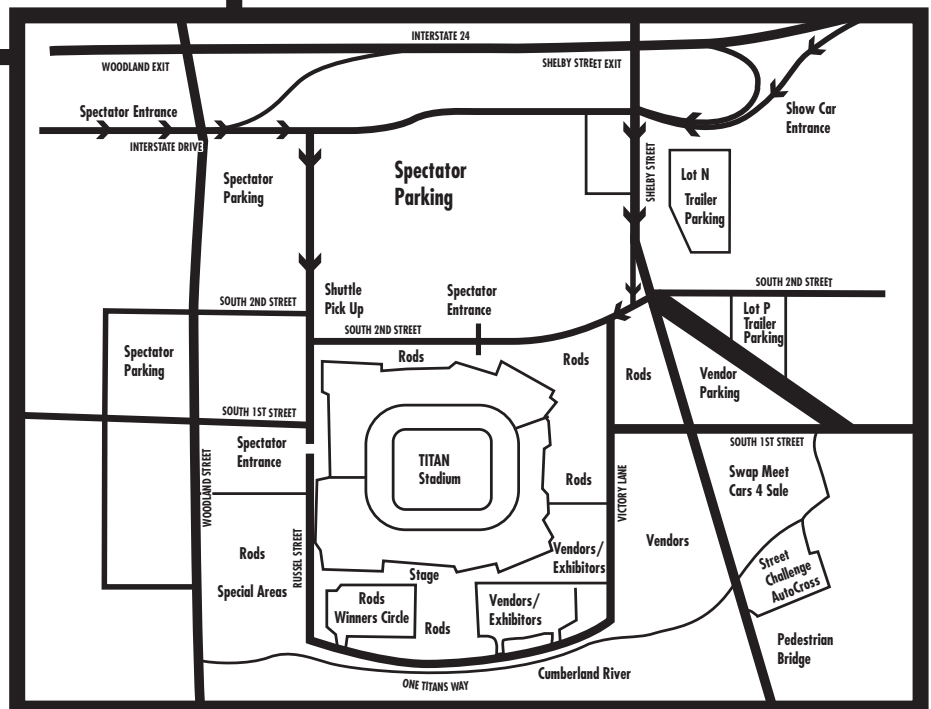 INTERSTATE 24
WOODLAND EXIT
SHELBY STREET EXIT
Spectator Entrance
Show Car
Entrance
INTERSTATE DRIVE
SHELBY STREET
Spectator
Parking
Spectator
Parking
Lot N
Trailer
Parking
SOUTH 2ND STREET
Shuttle
Pick Up
Spectator
Entrance
SOUTH 2ND STREET
SOUTH 2ND STREET
Lot P
Trailer
Parking
Spectator
Parking
Rods
Rods
Rods
Vendor
Parking
SOUTH 1ST STREET
SOUTH 1ST STREET
Spectator
Entrance
TITAN
Stadium
Rods
Swap Meet
Cars 4 Sale
WOODLAND STREET
RUSSEL STREET
VICTORY LANE
Rods
Special Areas
Vendors/
Exhibitors
Vendors
Stage
Street
Challenge
AutoCross
Rods
Winners Circle
Rods
Vendors/
Exhibitors
Pedestrian
Bridge
Cumberland River
ONE TITANS WAY